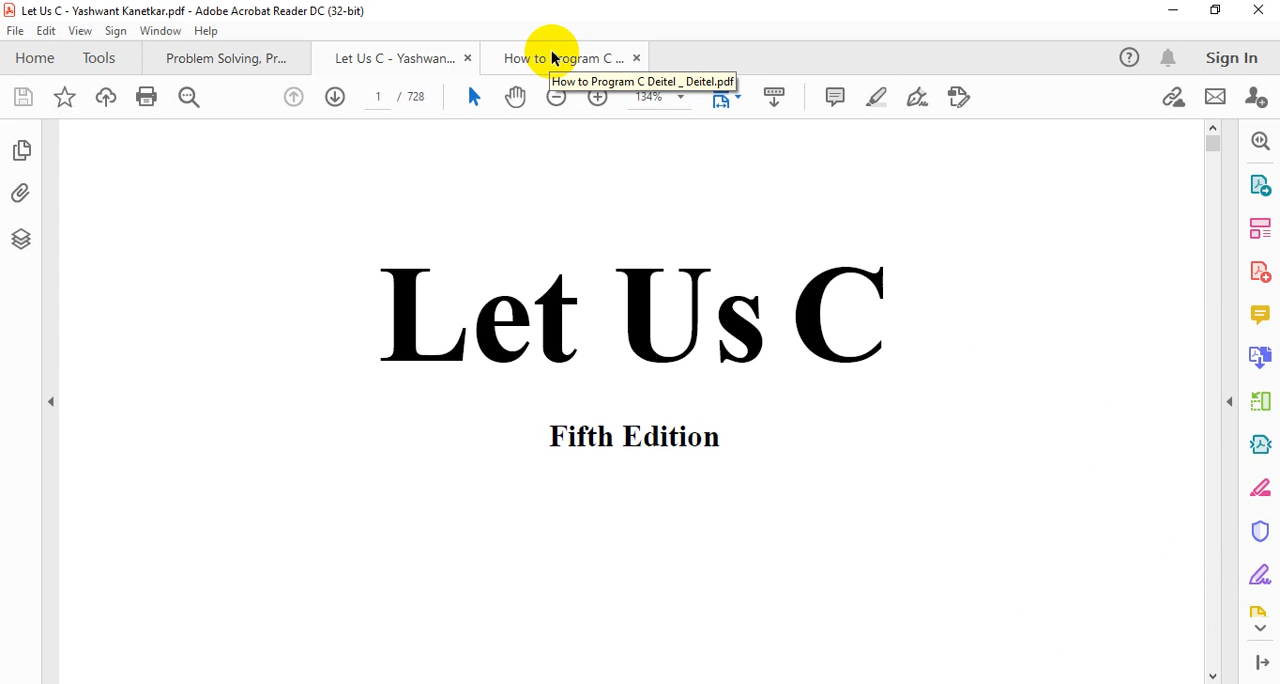 Let Us C - Yashwant Kanetkar.pdf - Adobe Acrobat Reader DC (32-bit)
File Edit View Sign Window Help
Home Tools Problem Solving, Pr... Let Us C - Yashwan... How to Program C ... Sign In
How to Program C Deitel _ Deitel.pdf
1 / 728 134%
Let Us C
Fifth Edition